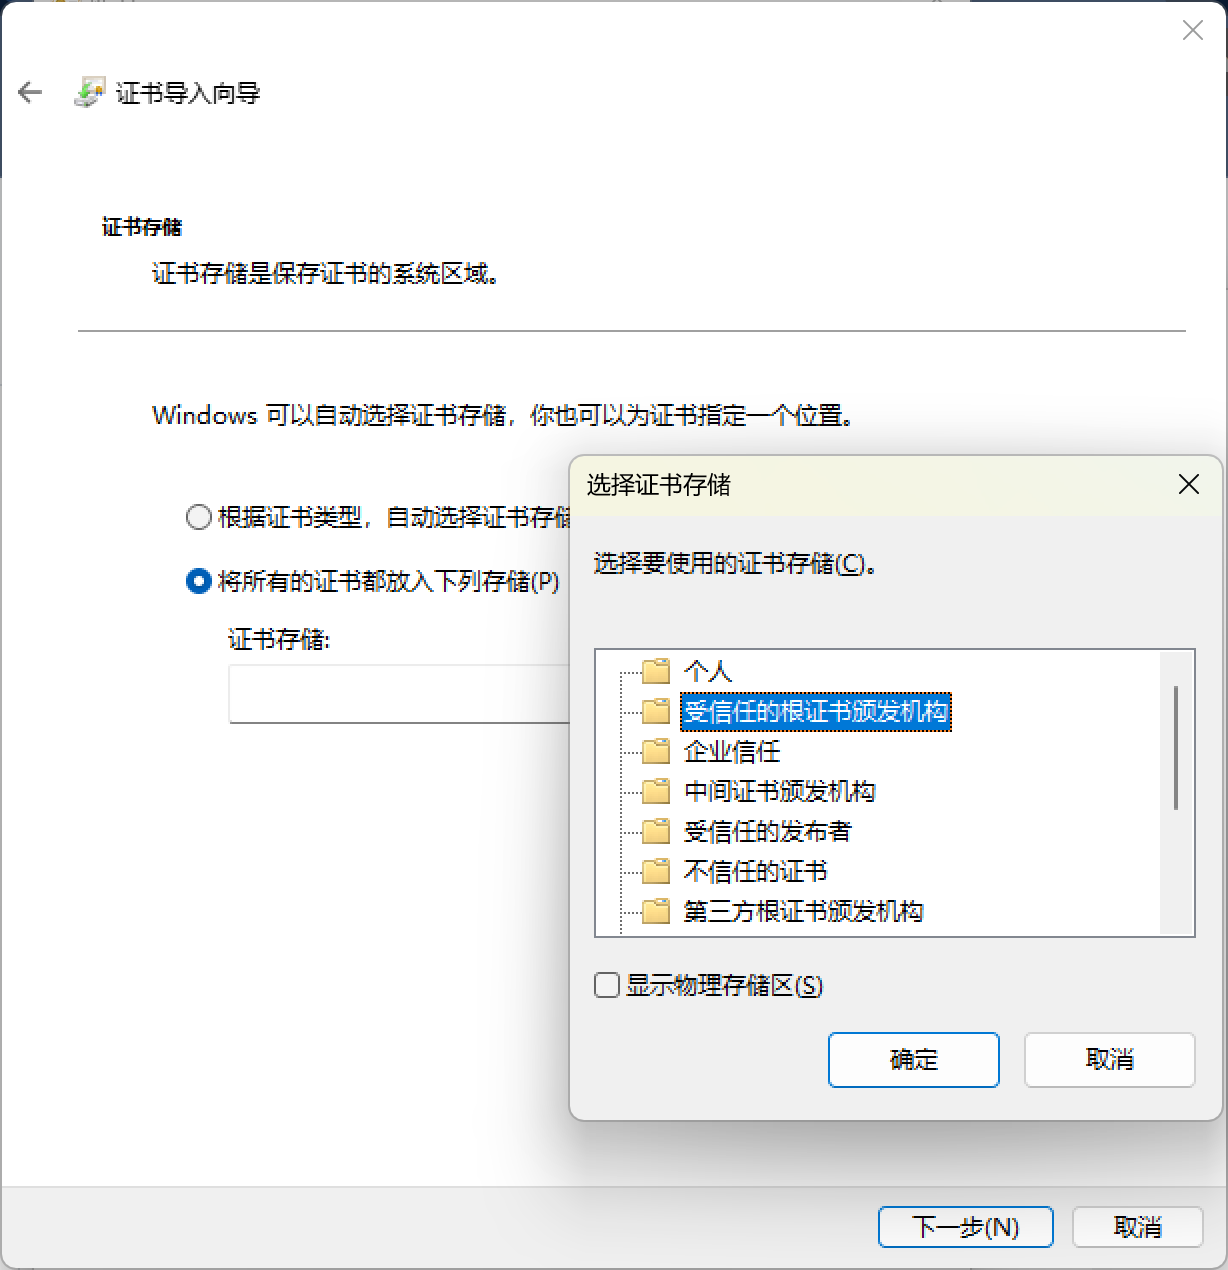 证书导入向导
证书存储
证书存储是保存证书的系统区域。
Windows 可以自动选择证书存储，你也可以为证书指定一个位置。
根据证书类型，自动选择证书存储
将所有的证书都放入下列存储(P)
证书存储:
选择证书存储
选择要使用的证书存储(C)。
个人
受信任的根证书颁发机构
企业信任
中间证书颁发机构
受信任的发布者
不信任的证书
第三方根证书颁发机构
显示物理存储区(S)
确定
取消
下一步(N)
取消